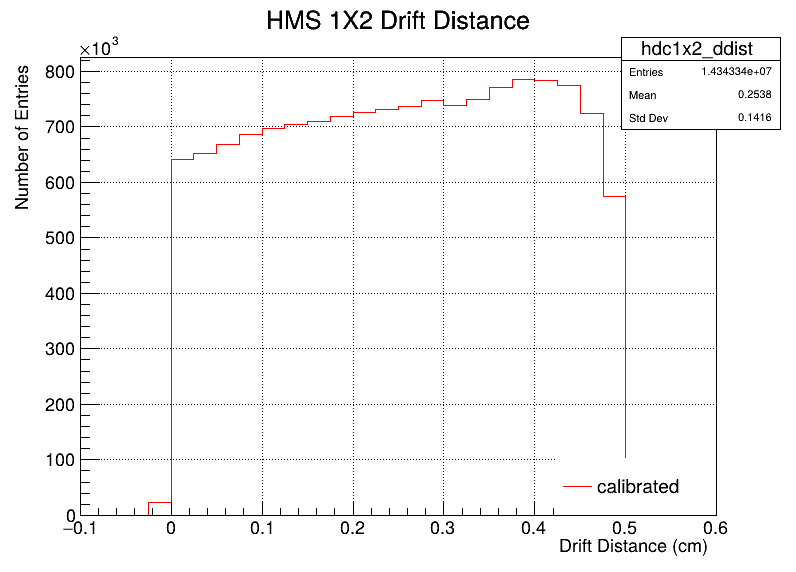 HMS 1X2 Drift Distance
×10³
hdc1x2_ddist
Entries 1.434334e+07
Mean 0.2538
Std Dev 0.1416
Number of Entries
800
700
600
500
400
300
200
100
0
calibrated
−0.1 0 0.1 0.2 0.3 0.4 0.5 0.6
Drift Distance (cm)